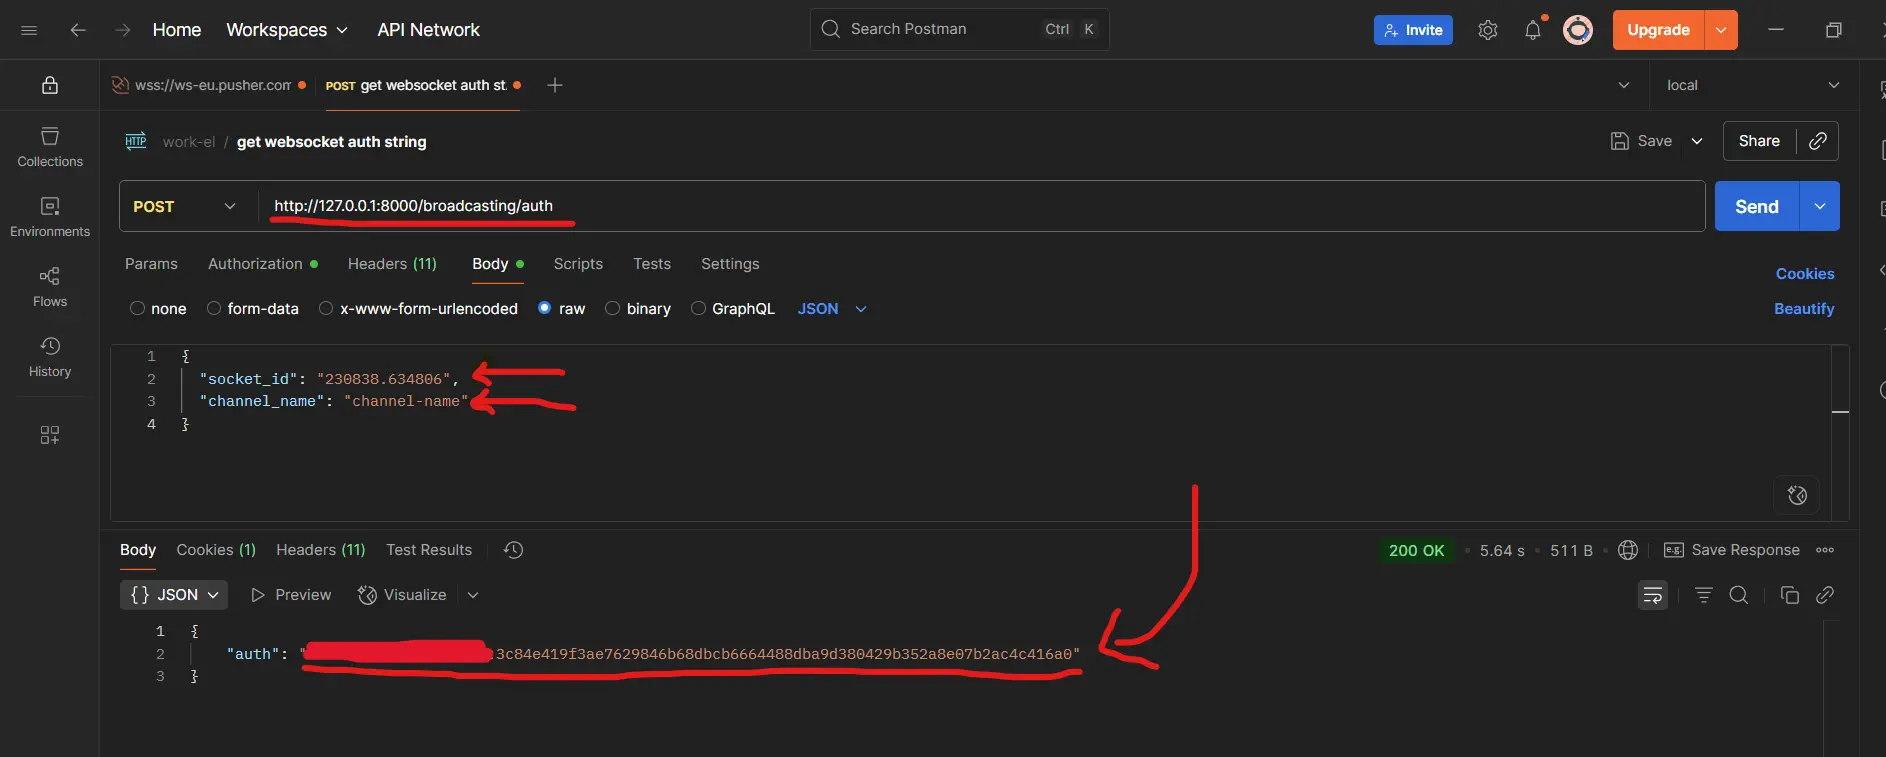 Home Workspaces API Network Search Postman Ctrl K Invite Upgrade
wss://ws-eu.pusher.com POST get websocket auth st. local
HTTP work-el / get websocket auth string Save Share
POST http://127.0.0.1:8000/broadcasting/auth Send
Params Authorization Headers (11) Body Scripts Tests Settings Cookies
none form-data x-www-form-urlencoded raw binary GraphQL JSON Beautify
Collections
Environments
Flows
History
1 {
2 "socket_id": "230838.634806",
3 "channel_name": "channel-name"
4 }
Body Cookies (1) Headers (11) Test Results 200 OK 5.64 s 511 B e.g. Save Response
{} JSON Preview Visualize
1 {
2 "auth": " :3c84e419f3ae7629846b68dbcb6664488dba9d380429b352a8e07b2ac4c416a0"
3 }